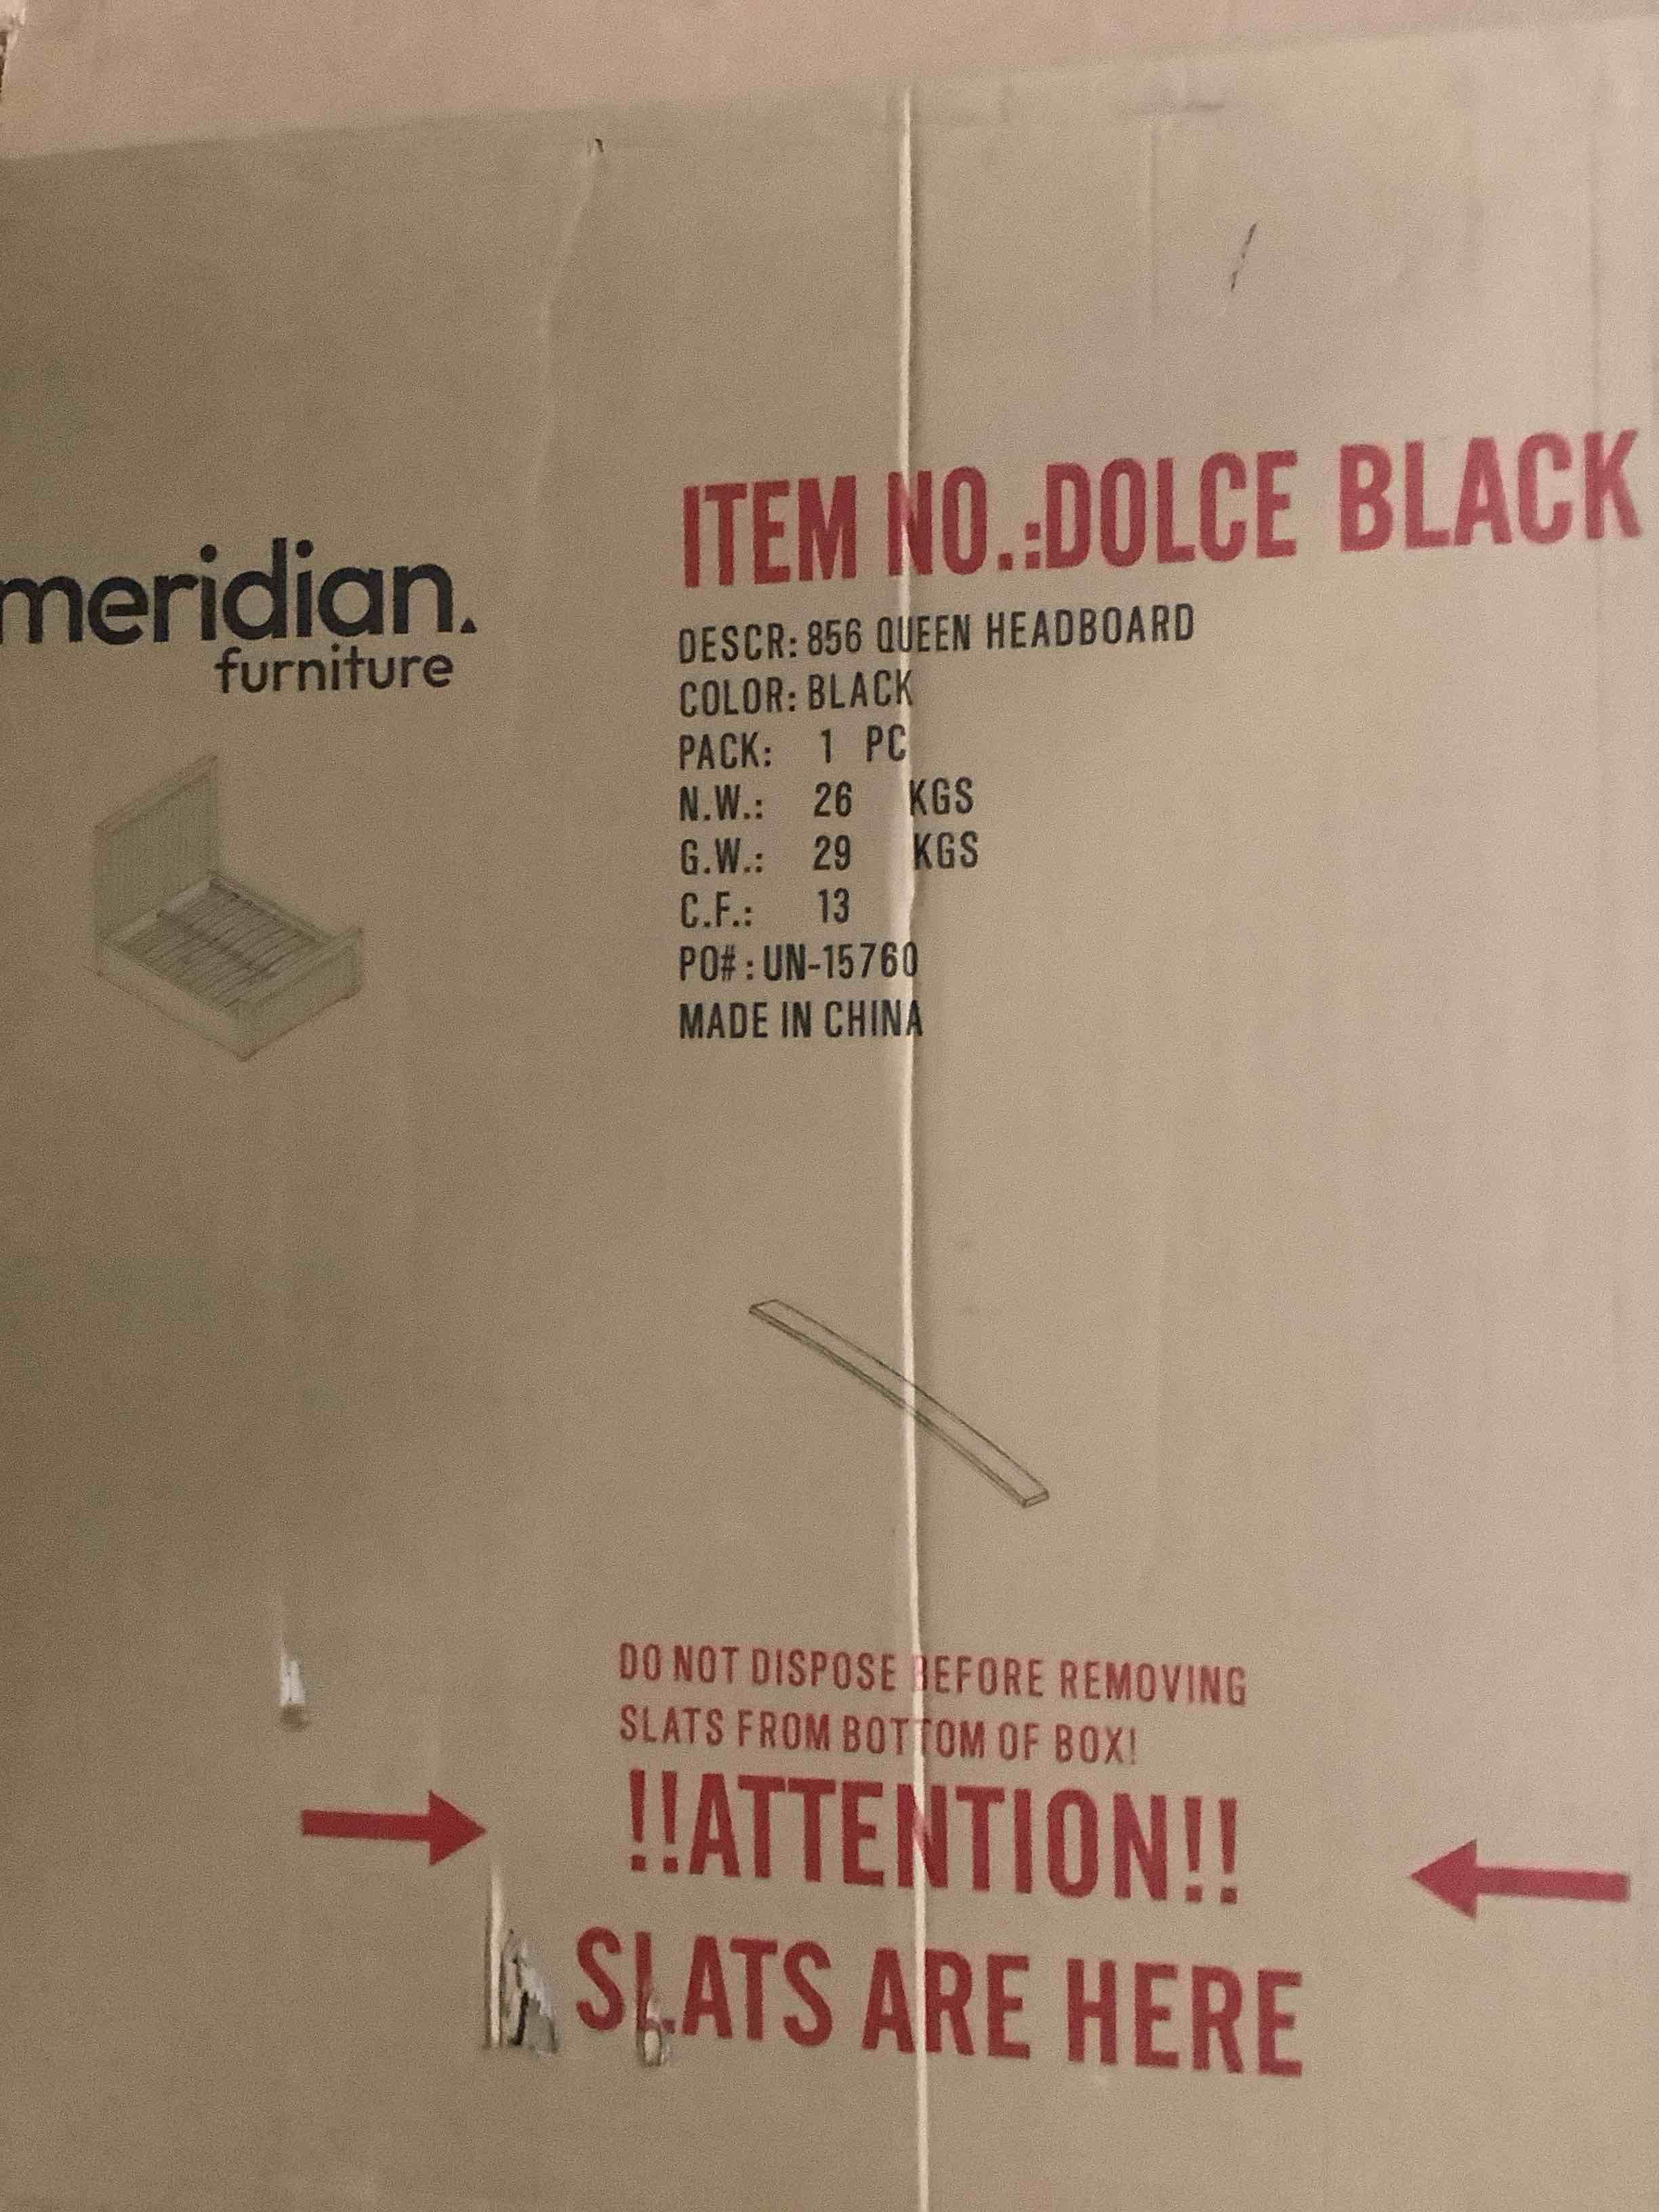 meridian.
furniture
ITEM NO.:DOLCE BLACK
DESCR: 856 QUEEN HEADBOARD
COLOR: BLACK
PACK: 1 PC
N.W.: 26 KGS
G.W.: 29 KGS
C.F.: 13
PO# : UN-15760
MADE IN CHINA
DO NOT DISPOSE BEFORE REMOVING
SLATS FROM BOTTOM OF BOX!
!!ATTENTION!!
SLATS ARE HERE